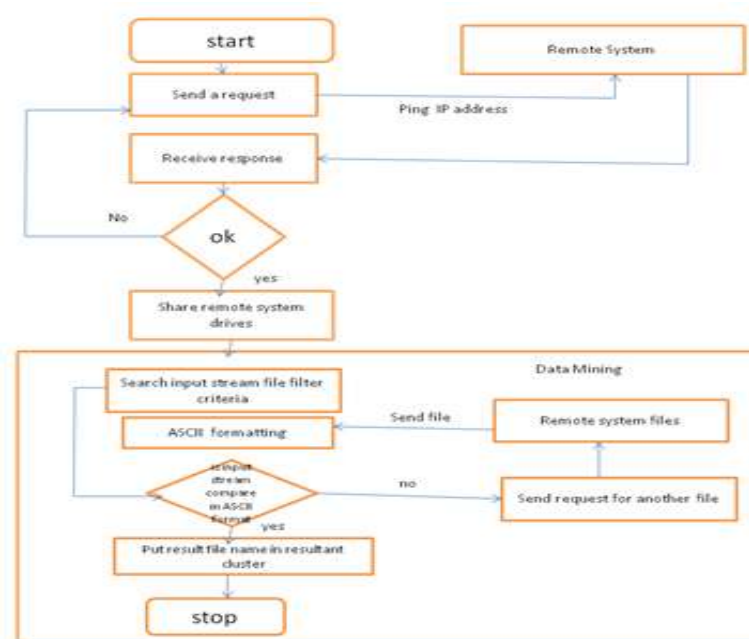 start
Remote System
Send a request
Ping IP address
Receive response
No
ok
yes
Share remote system
drives
Data Mining
Search input stream file filter
criteria
Send file
Remote system files
ASCII formatting
is input
stream
compare
in ASCII
format
no
Send request for another file
yes
Put result file name in resultant
cluster
stop